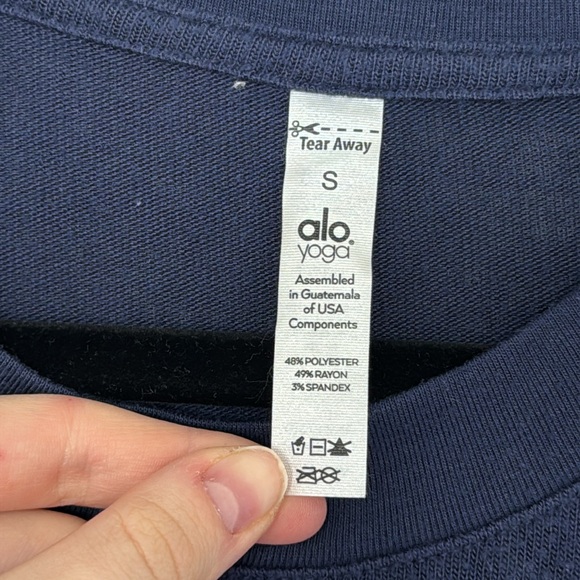 Tear Away
S
alo
yoga
Assembled
in Guatemala
of USA
Components
48% POLYESTER
49% RAYON
3% SPANDEX